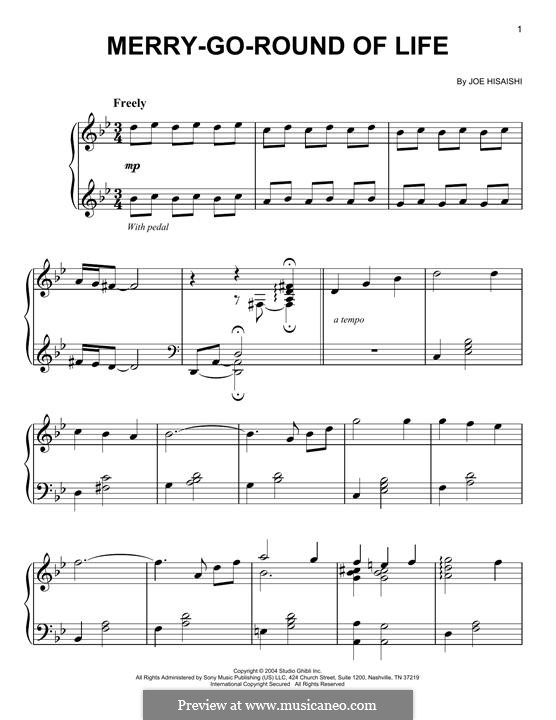 1
MERRY-GO-ROUND OF LIFE
By JOE HISAISHI
Freely
3
4
mp
3
4
With pedal
a tempo
Copyright © 2004 Studio Ghibli Inc.
All Rights Administered by Sony Music Publishing (US) LLC, 424 Church Street, Suite 1200, Nashville, TN 37219
International Copyright Secured All Rights Reserved
Preview at www.musicaneo.com